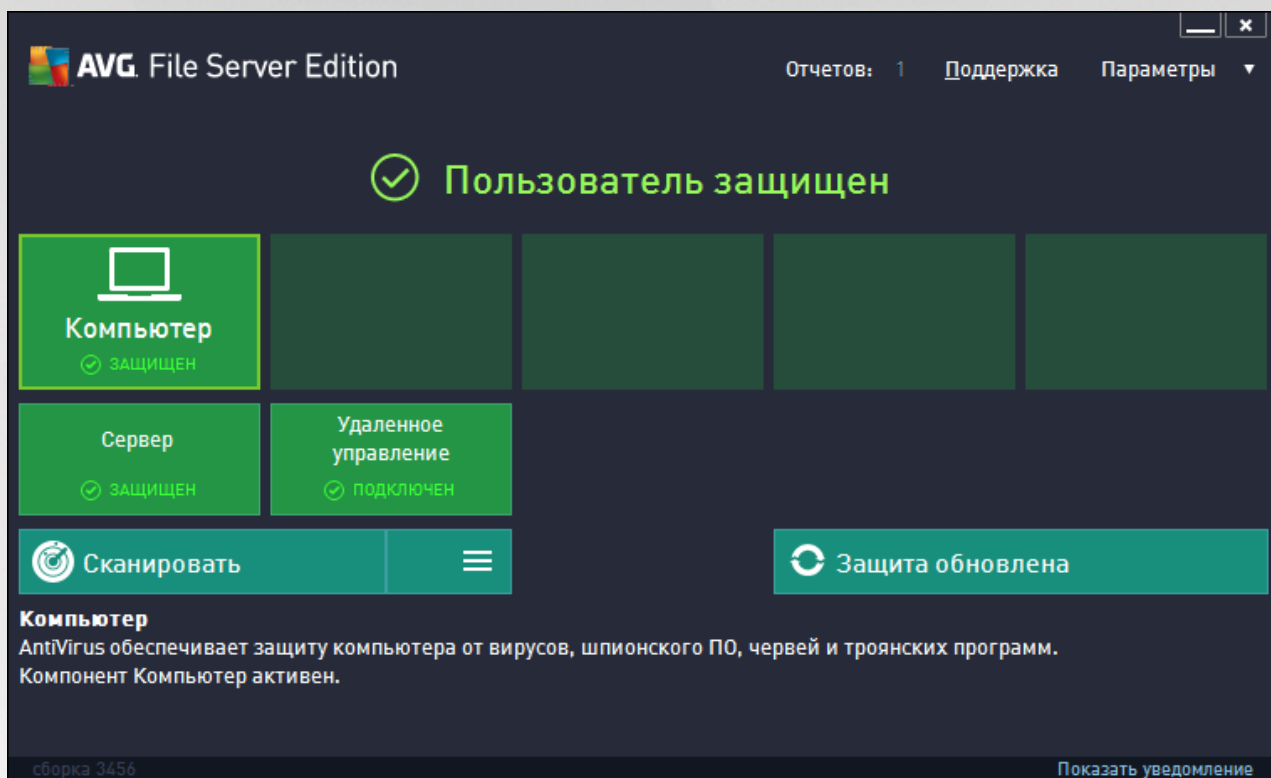 AVG. File Server Edition
Отчетов: 1 Поддержка Параметры
Пользователь защищен
Компьютер
ЗАЩИЩЕН
Сервер
ЗАЩИЩЕН
Удаленное
управление
ПОДКЛЮЧЕН
Сканировать
Защита обновлена
Компьютер
AntiVirus обеспечивает защиту компьютера от вирусов, шпионского ПО, червей и троянских программ.
Компонент Компьютер активен.
сборка 3456
Показать уведомление